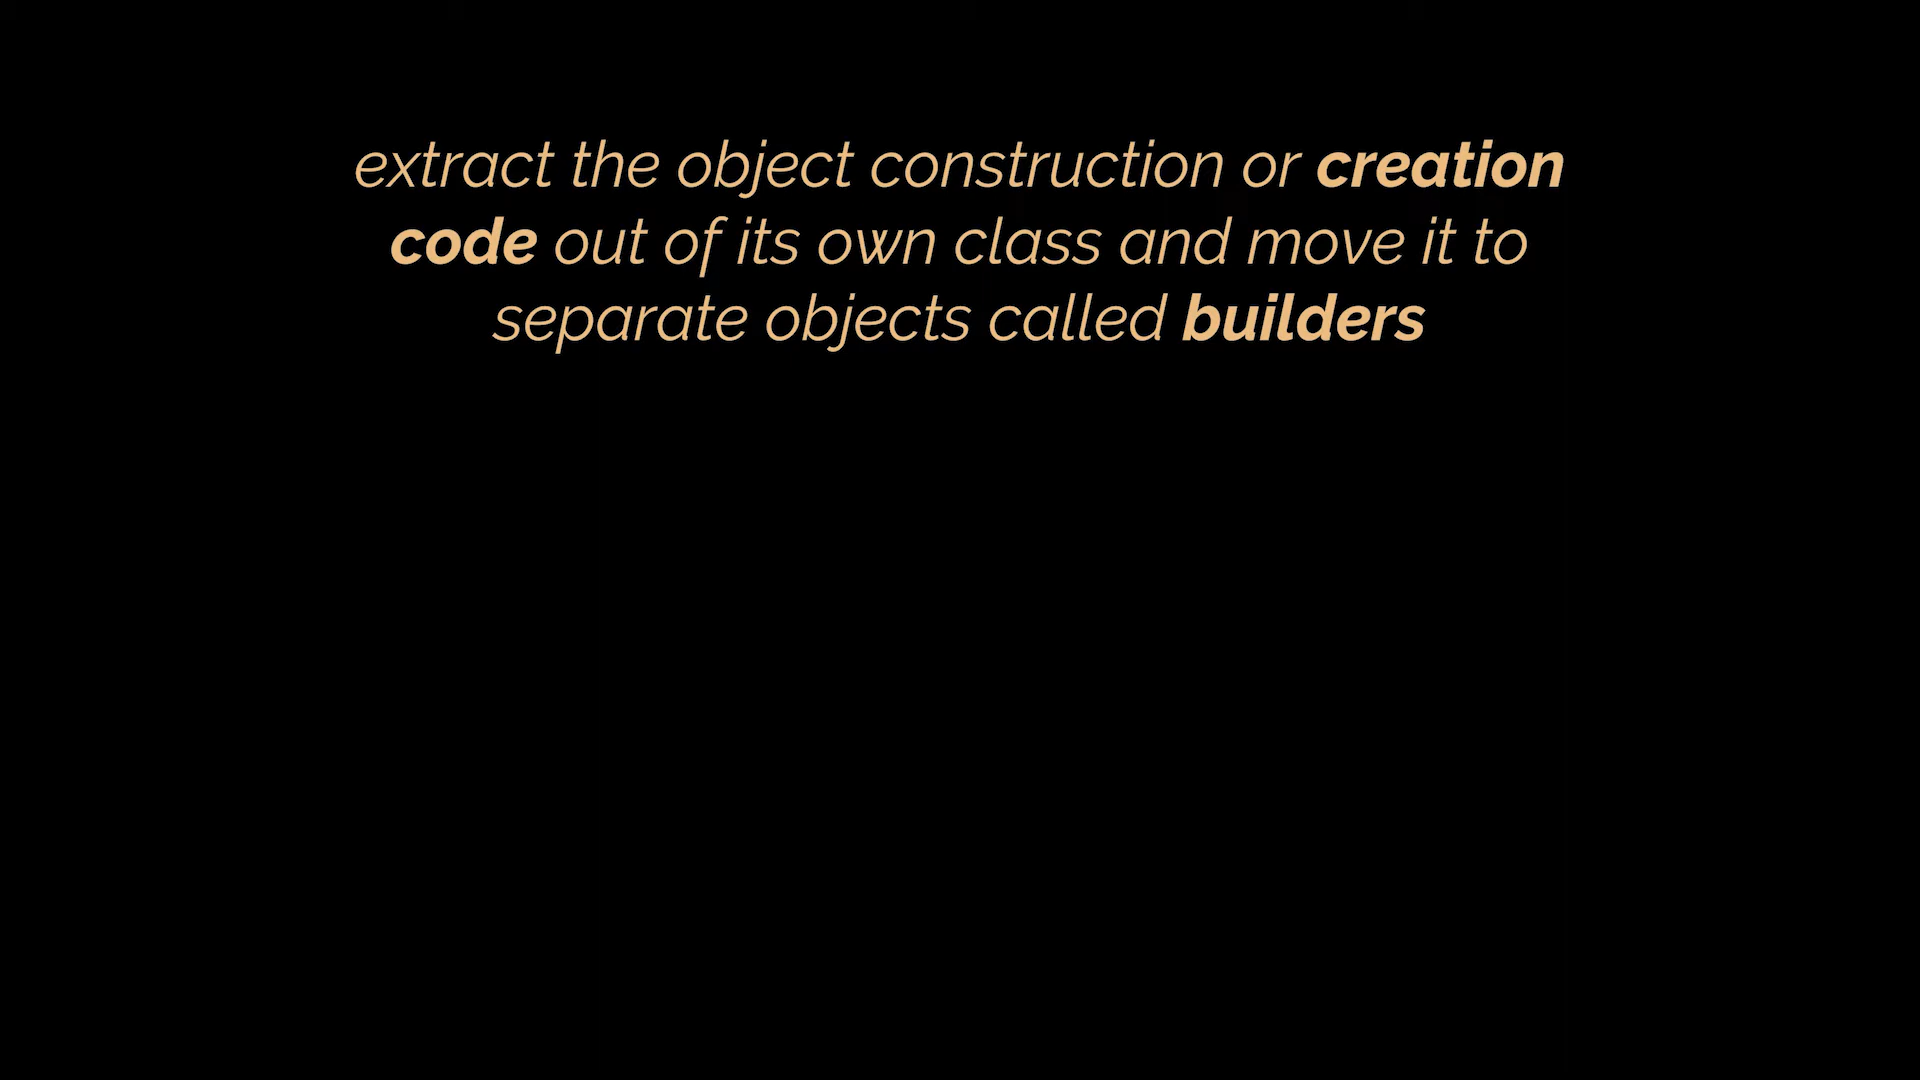 extract the object construction or creation
code out of its own class and move it to
separate objects called builders